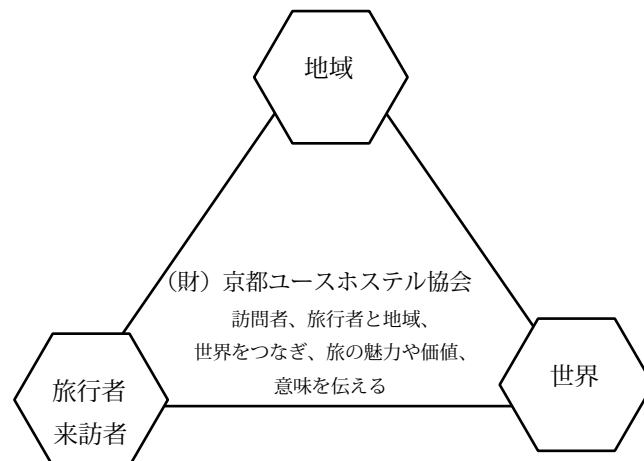 地域
（財）京都ユースホステル協会
訪問者、旅行者と地域、
世界をつなぎ、旅の魅力や価値、
意味を伝える
旅行者
来訪者
世界